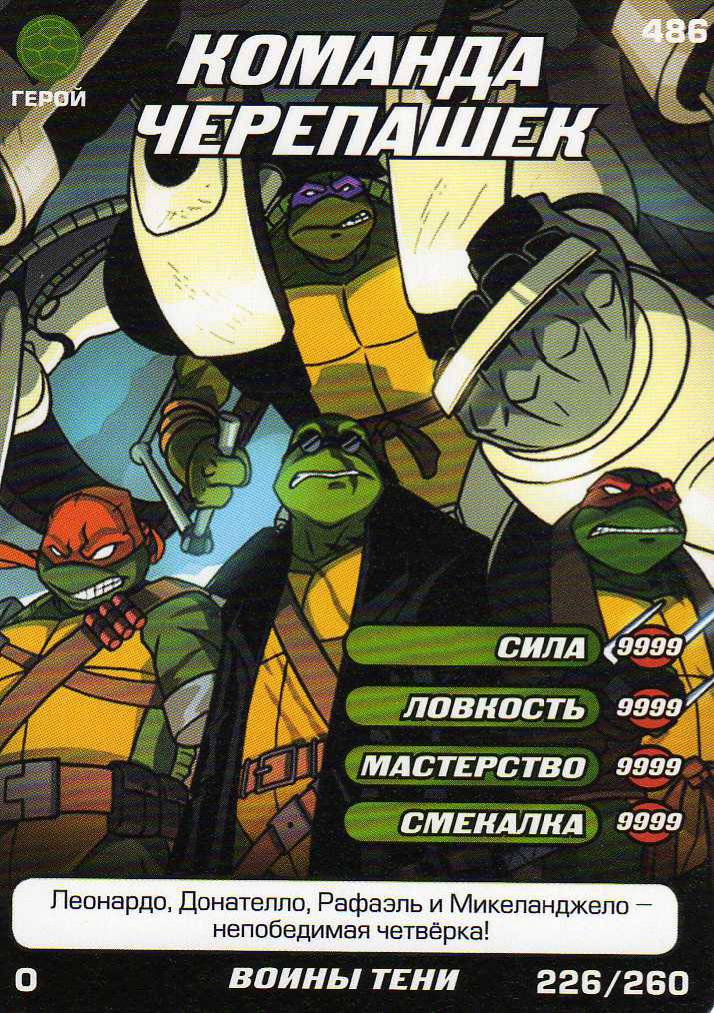 486
ГЕРОЙ
КОМАНДА
ЧЕРЕПАШЕК
СИЛА 9999
ЛОВКОСТЬ 9999
МАСТЕРСТВО 9999
СМЕКАЛКА 9999
Леонардо, Донателло, Рафаэль и Микеланджело –
непобедимая четвёрка!
0 ВОИНЫ ТЕНИ 226/260